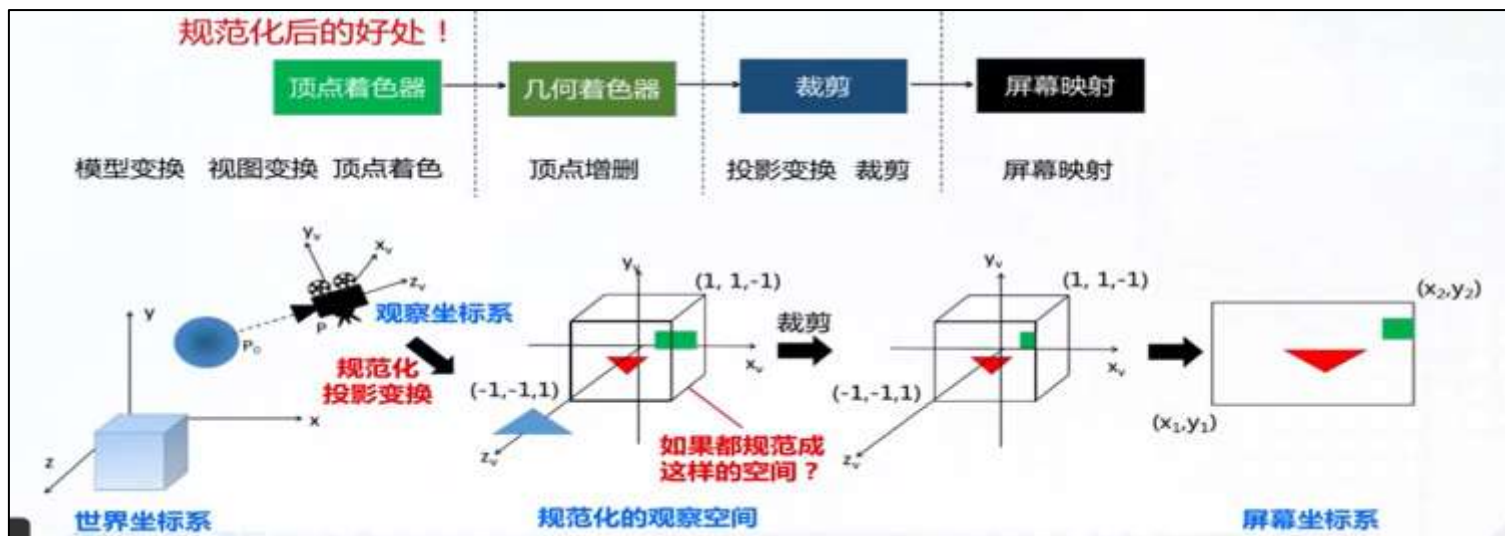 规范化后的好处！
顶点着色器
几何着色器
裁剪
屏幕映射
模型变换 视图变换 顶点着色
顶点增删
投影变换 裁剪
屏幕映射
y
x
z
P₀
P
yᵥ
xᵥ
zᵥ
观察坐标系
规范化
投影变换
世界坐标系
yᵥ
(1, 1,-1)
xᵥ
(-1,-1,1)
zᵥ
如果都规范成
这样的空间？
规范化的观察空间
裁剪
yᵥ
(1, 1,-1)
xᵥ
(-1,-1,1)
zᵥ
(x₂,y₂)
(x₁,y₁)
屏幕坐标系